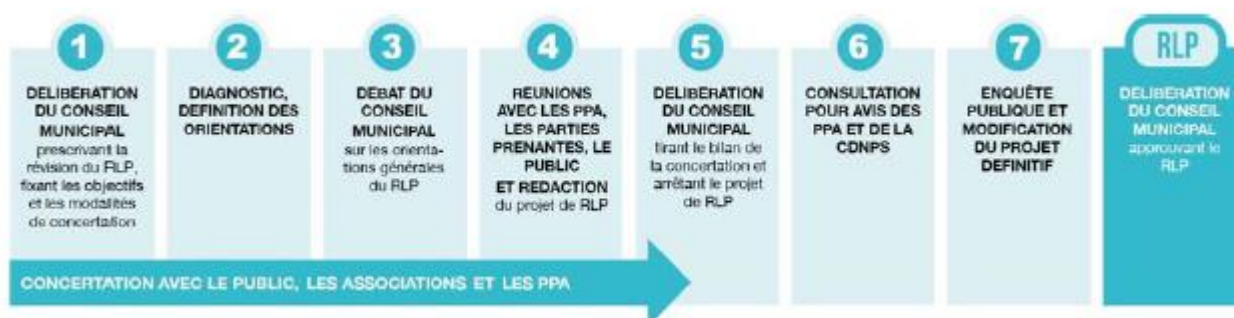 1
DELIBERATION
DU CONSEIL
MUNICIPAL
prescrivant la
révision du RLP,
fixant les objectifs
et les modalités
de concertation
2
DIAGNOSTIC,
DEFINITION DES
ORIENTATIONS
3
DEBAT DU
CONSEIL
MUNICIPAL
sur les orienta-
tions générales
du RLP
4
REUNIONS
AVEC LES PPA,
LES PARTIES
PRENANTES, LE
PUBLIC
ET REDACTION
du projet de RLP
5
DELIBERATION
DU CONSEIL
MUNICIPAL
tirant le bilan de
la concertation et
arrêtant le projet
de RLP
6
CONSULTATION
POUR AVIS DES
PPA ET DE LA
CDNPS
7
ENQUÊTE
PUBLIQUE ET
MODIFICATION
DU PROJET
DEFINITIF
RLP
DELIBERATION
DU CONSEIL
MUNICIPAL
approuvant le
RLP
CONCERTATION AVEC LE PUBLIC, LES ASSOCIATIONS ET LES PPA